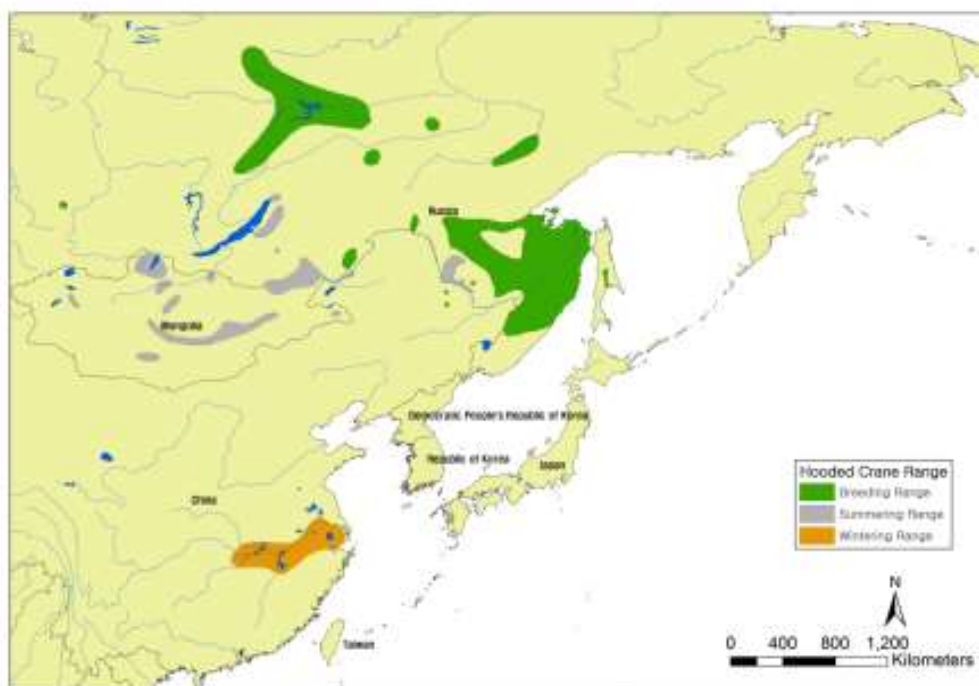 Russia
Mongolia
Democratic People's Republic of Korea
Republic of Korea
Japan
China
Taiwan
Hooded Crane Range
Breeding Range
Summering Range
Wintering Range
N
0 400 800 1,200
Kilometers